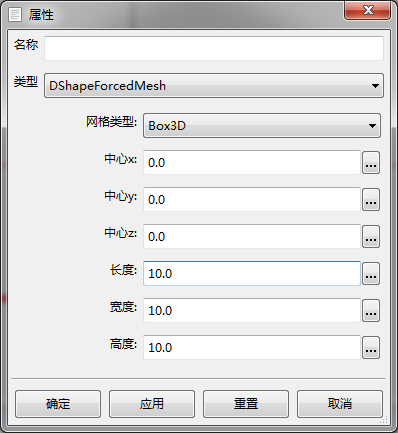 属性
名称
类型 DShapeForcedMesh
网格类型: Box3D
中心x: 0.0 ...
中心y: 0.0 ...
中心z: 0.0 ...
长度: 10.0 ...
宽度: 10.0 ...
高度: 10.0 ...
确定 应用 重置 取消